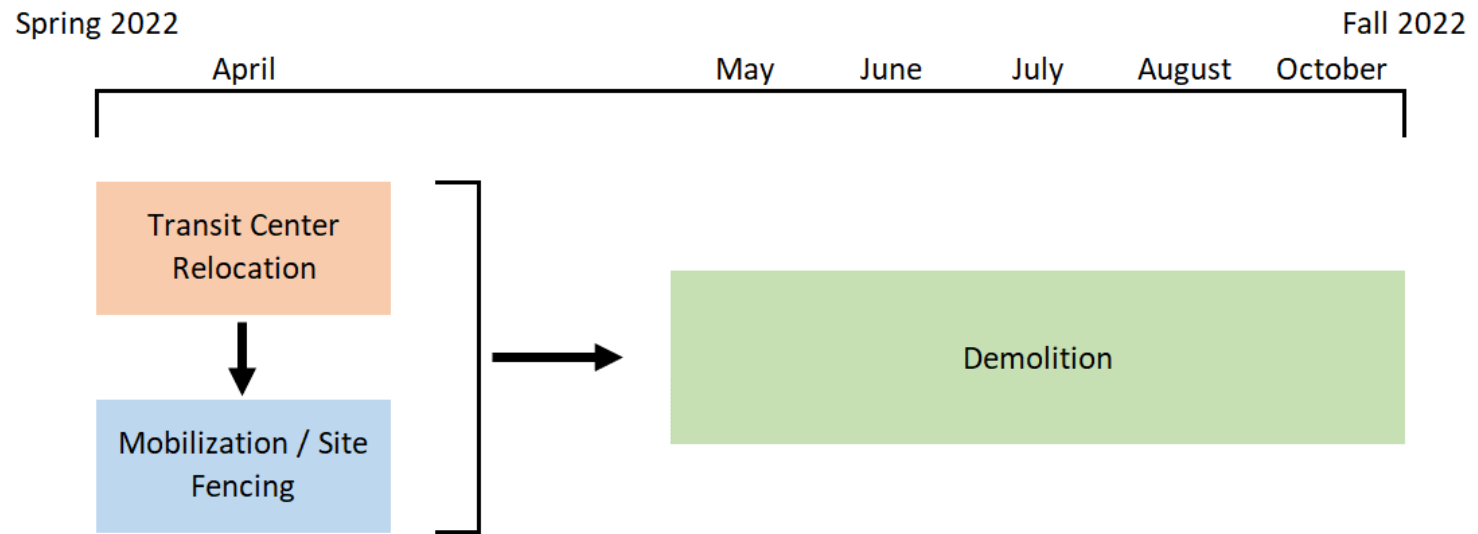 Spring 2022
Fall 2022
April
May
June
July
August
October
Transit Center
Relocation
Mobilization / Site
Fencing
Demolition